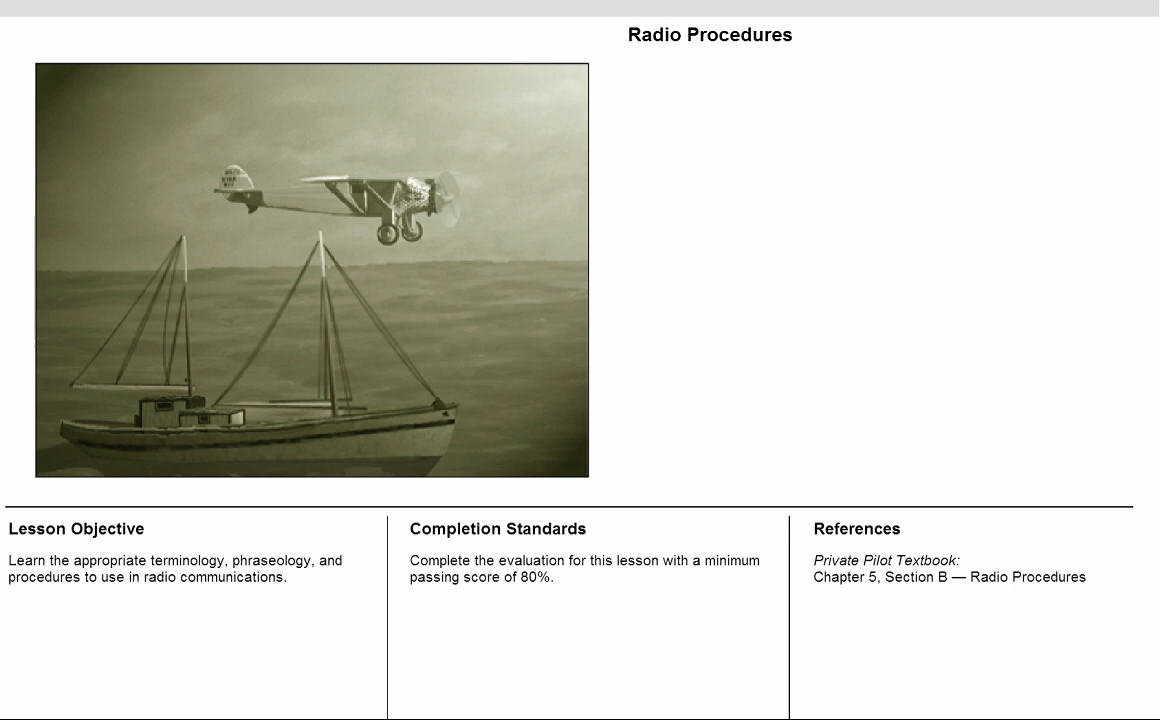 Radio Procedures
Lesson Objective
Learn the appropriate terminology, phraseology, and
procedures to use in radio communications.
Completion Standards
Complete the evaluation for this lesson with a minimum
passing score of 80%.
References
Private Pilot Textbook:
Chapter 5, Section B — Radio Procedures